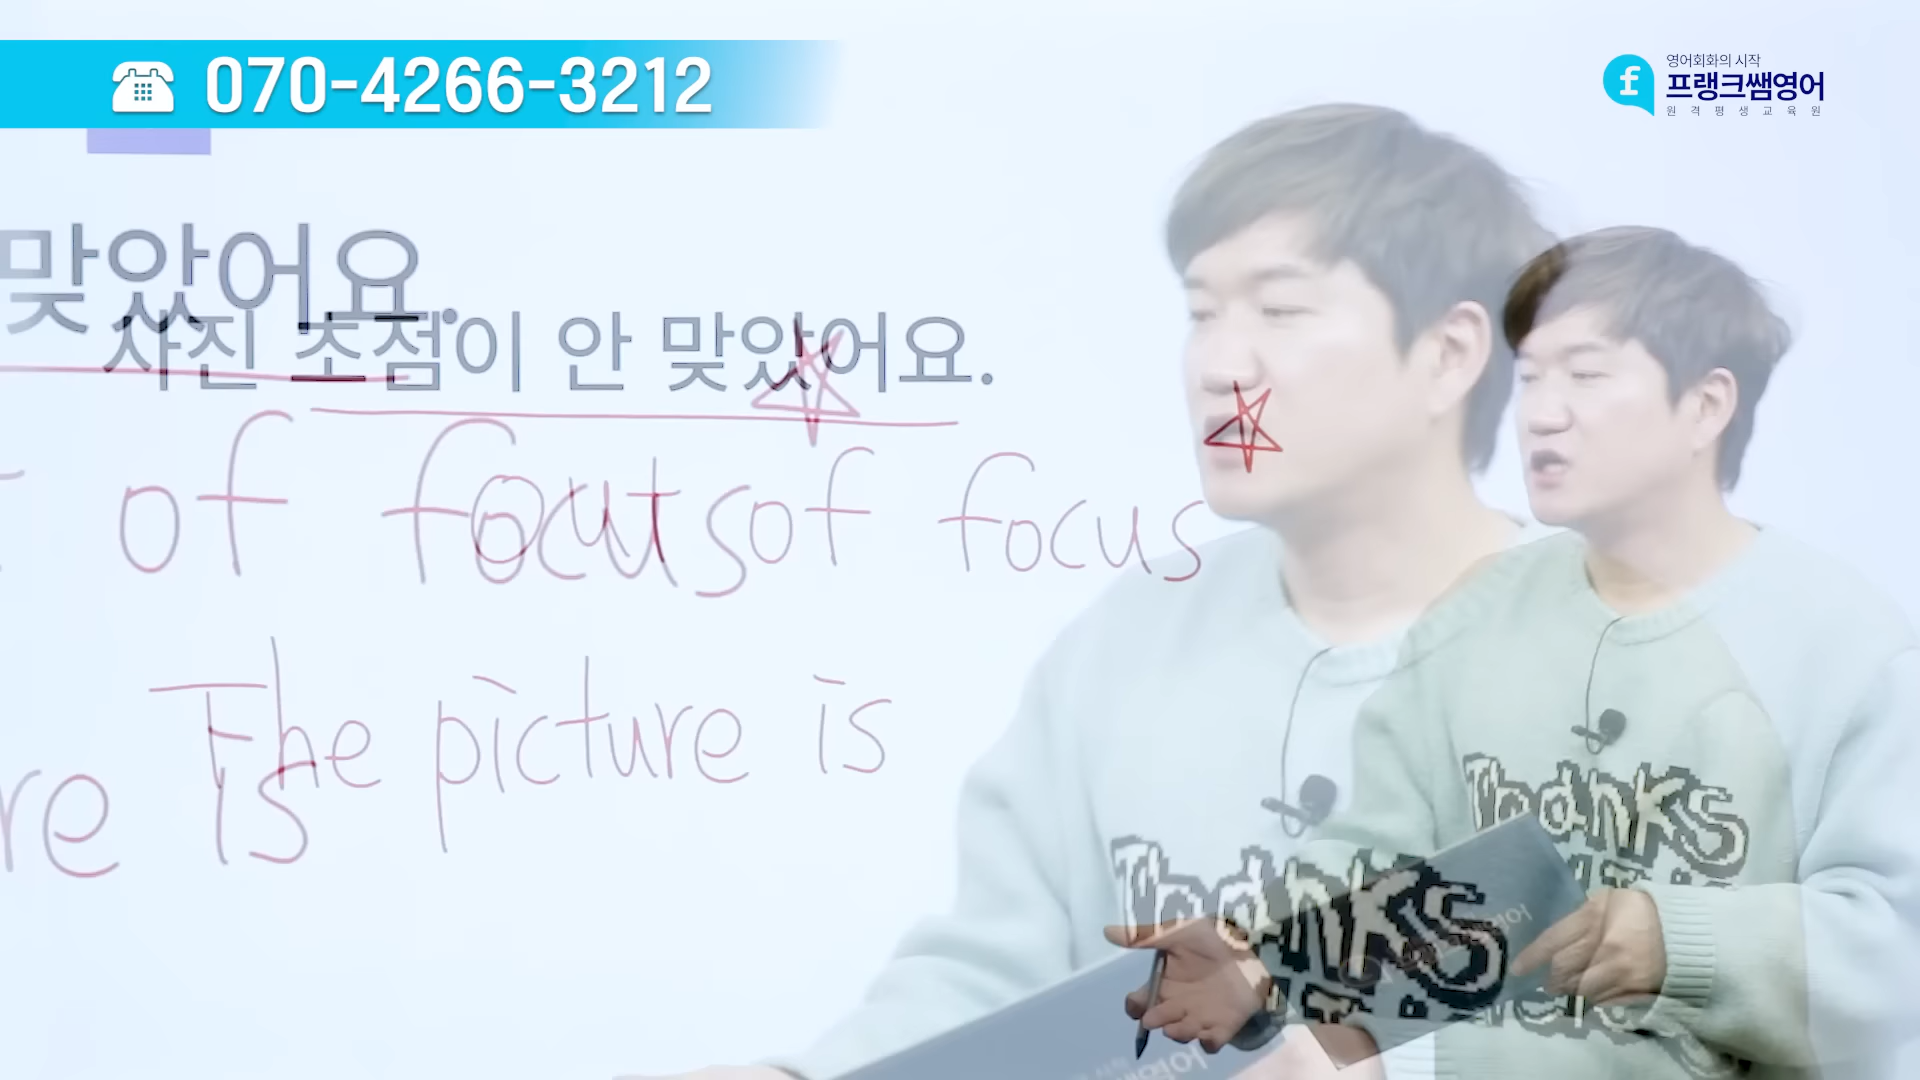 070-4266-3212
영어회화의 시작
프랭크쌤영어
원격평생교육원
맞았어요.
사진 초점이 안 맞았어요.
of focus
out of focus
The picture is
re is
Thanks
Thanks